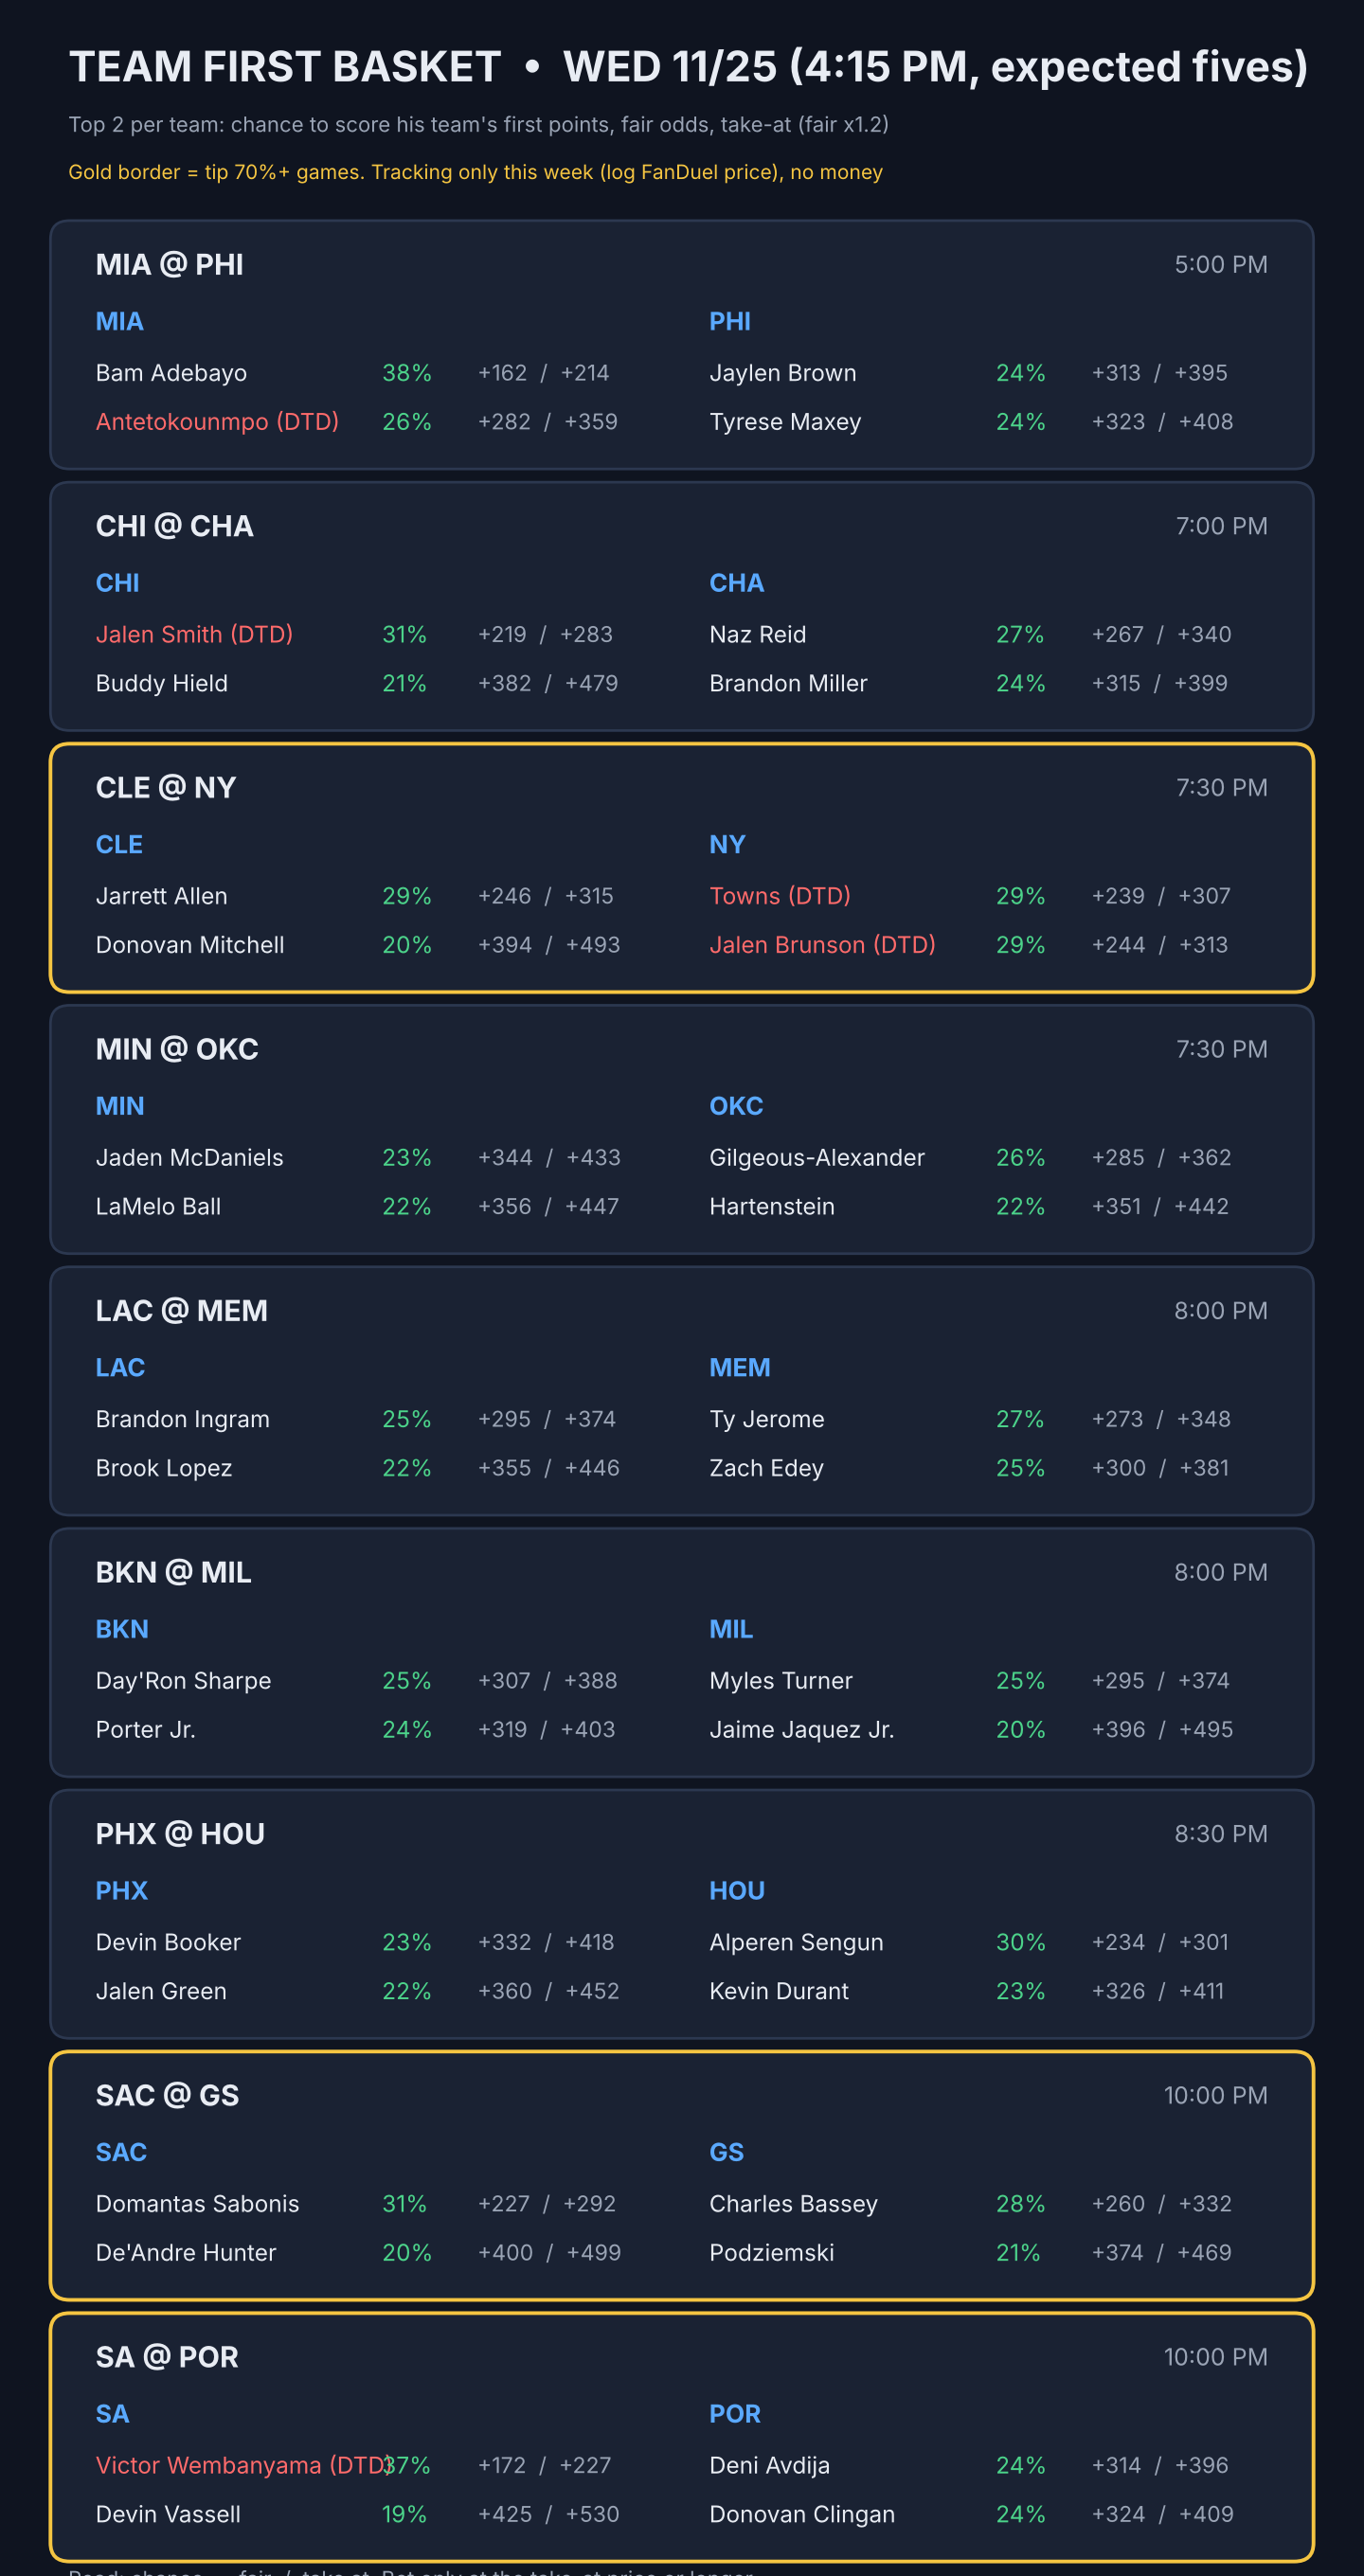 TEAM FIRST BASKET • WED 11/25 (4:15 PM, expected fives)
Top 2 per team: chance to score his team's first points, fair odds, take-at (fair x1.2)
Gold border = tip 70%+ games. Tracking only this week (log FanDuel price), no money
MIA @ PHI 5:00 PM
MIA PHI
Bam Adebayo 38% +162 / +214 Jaylen Brown 24% +313 / +395
Antetokounmpo (DTD) 26% +282 / +359 Tyrese Maxey 24% +323 / +408
CHI @ CHA 7:00 PM
CHI CHA
Jalen Smith (DTD) 31% +219 / +283 Naz Reid 27% +267 / +340
Buddy Hield 21% +382 / +479 Brandon Miller 24% +315 / +399
CLE @ NY 7:30 PM
CLE NY
Jarrett Allen 29% +246 / +315 Towns (DTD) 29% +239 / +307
Donovan Mitchell 20% +394 / +493 Jalen Brunson (DTD) 29% +244 / +313
MIN @ OKC 7:30 PM
MIN OKC
Jaden McDaniels 23% +344 / +433 Gilgeous-Alexander 26% +285 / +362
LaMelo Ball 22% +356 / +447 Hartenstein 22% +351 / +442
LAC @ MEM 8:00 PM
LAC MEM
Brandon Ingram 25% +295 / +374 Ty Jerome 27% +273 / +348
Brook Lopez 22% +355 / +446 Zach Edey 25% +300 / +381
BKN @ MIL 8:00 PM
BKN MIL
Day'Ron Sharpe 25% +307 / +388 Myles Turner 25% +295 / +374
Porter Jr. 24% +319 / +403 Jaime Jaquez Jr. 20% +396 / +495
PHX @ HOU 8:30 PM
PHX HOU
Devin Booker 23% +332 / +418 Alperen Sengun 30% +234 / +301
Jalen Green 22% +360 / +452 Kevin Durant 23% +326 / +411
SAC @ GS 10:00 PM
SAC GS
Domantas Sabonis 31% +227 / +292 Charles Bassey 28% +260 / +332
De'Andre Hunter 20% +400 / +499 Podziemski 21% +374 / +469
SA @ POR 10:00 PM
SA POR
Victor Wembanyama (DTD) 37% +172 / +227 Deni Avdija 24% +314 / +396
Devin Vassell 19% +425 / +530 Donovan Clingan 24% +324 / +409